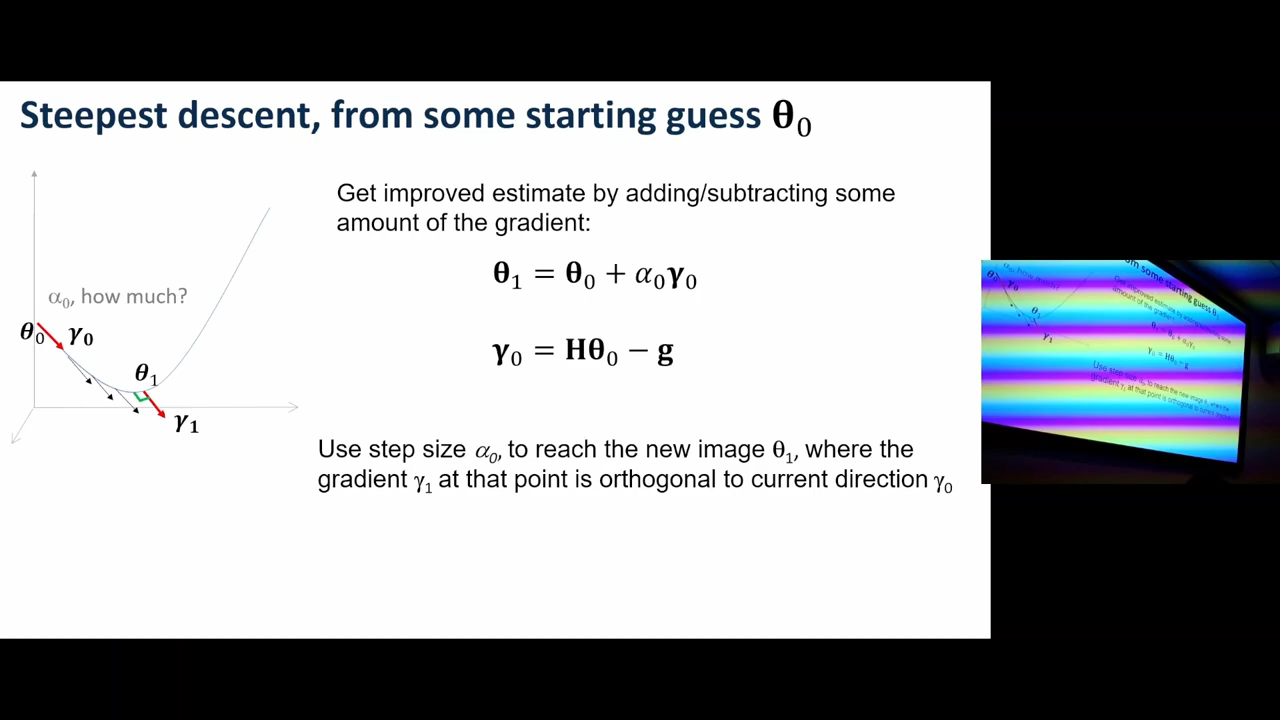 Steepest descent, from some starting guess θ₀
Get improved estimate by adding/subtracting some
amount of the gradient:
θ₁ = θ₀ + α₀γ₀
γ₀ = Hθ₀ − g
α₀, how much?
θ₀
γ₀
θ₁
γ₁
Use step size α₀, to reach the new image θ₁, where the
gradient γ₁ at that point is orthogonal to current direction γ₀